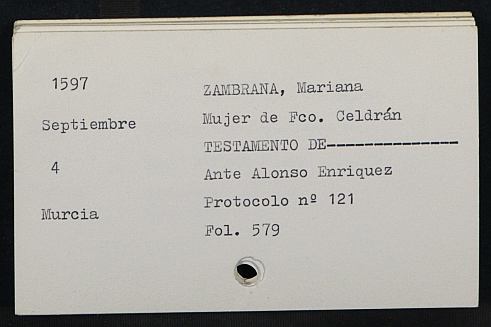 1597
Septiembre
4
Murcia
ZAMBRANA, Mariana
Mujer de Fco. Celdrán
TESTAMENTO DE--------------
Ante Alonso Enriquez
Protocolo nº 121
Fol. 579